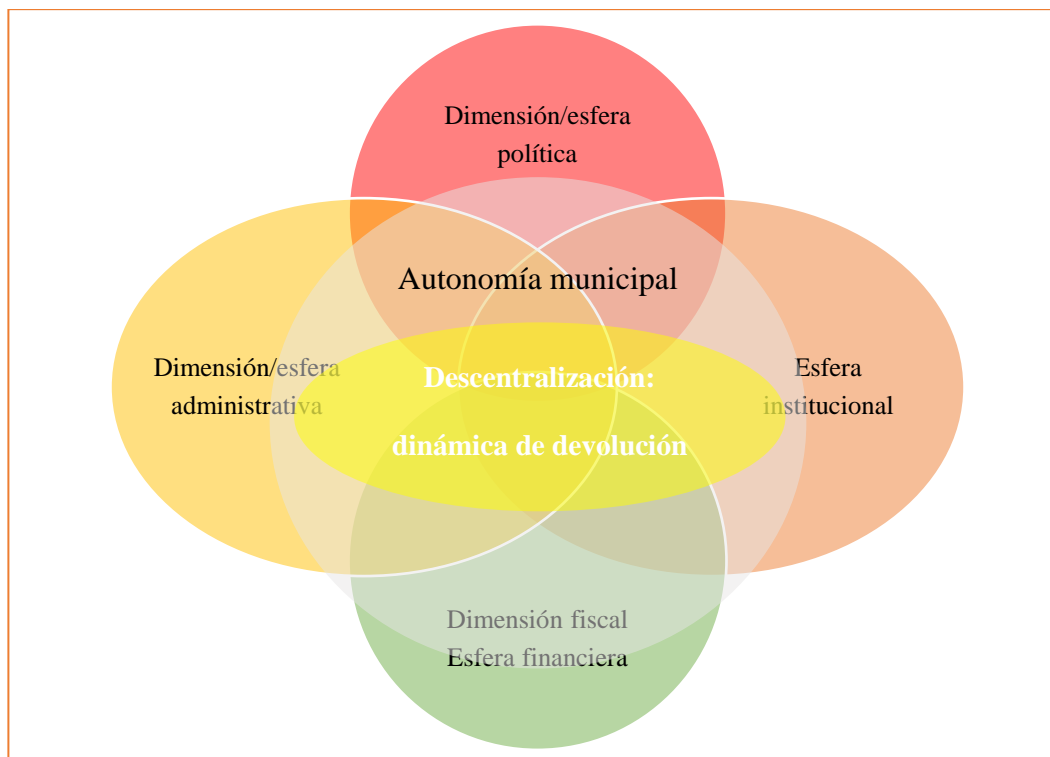 Dimensión/esfera
política
Autonomía municipal
Dimensión/esfera
administrativa
Descentralización:
dinámica de devolución
Esfera
institucional
Dimensión fiscal
Esfera financiera